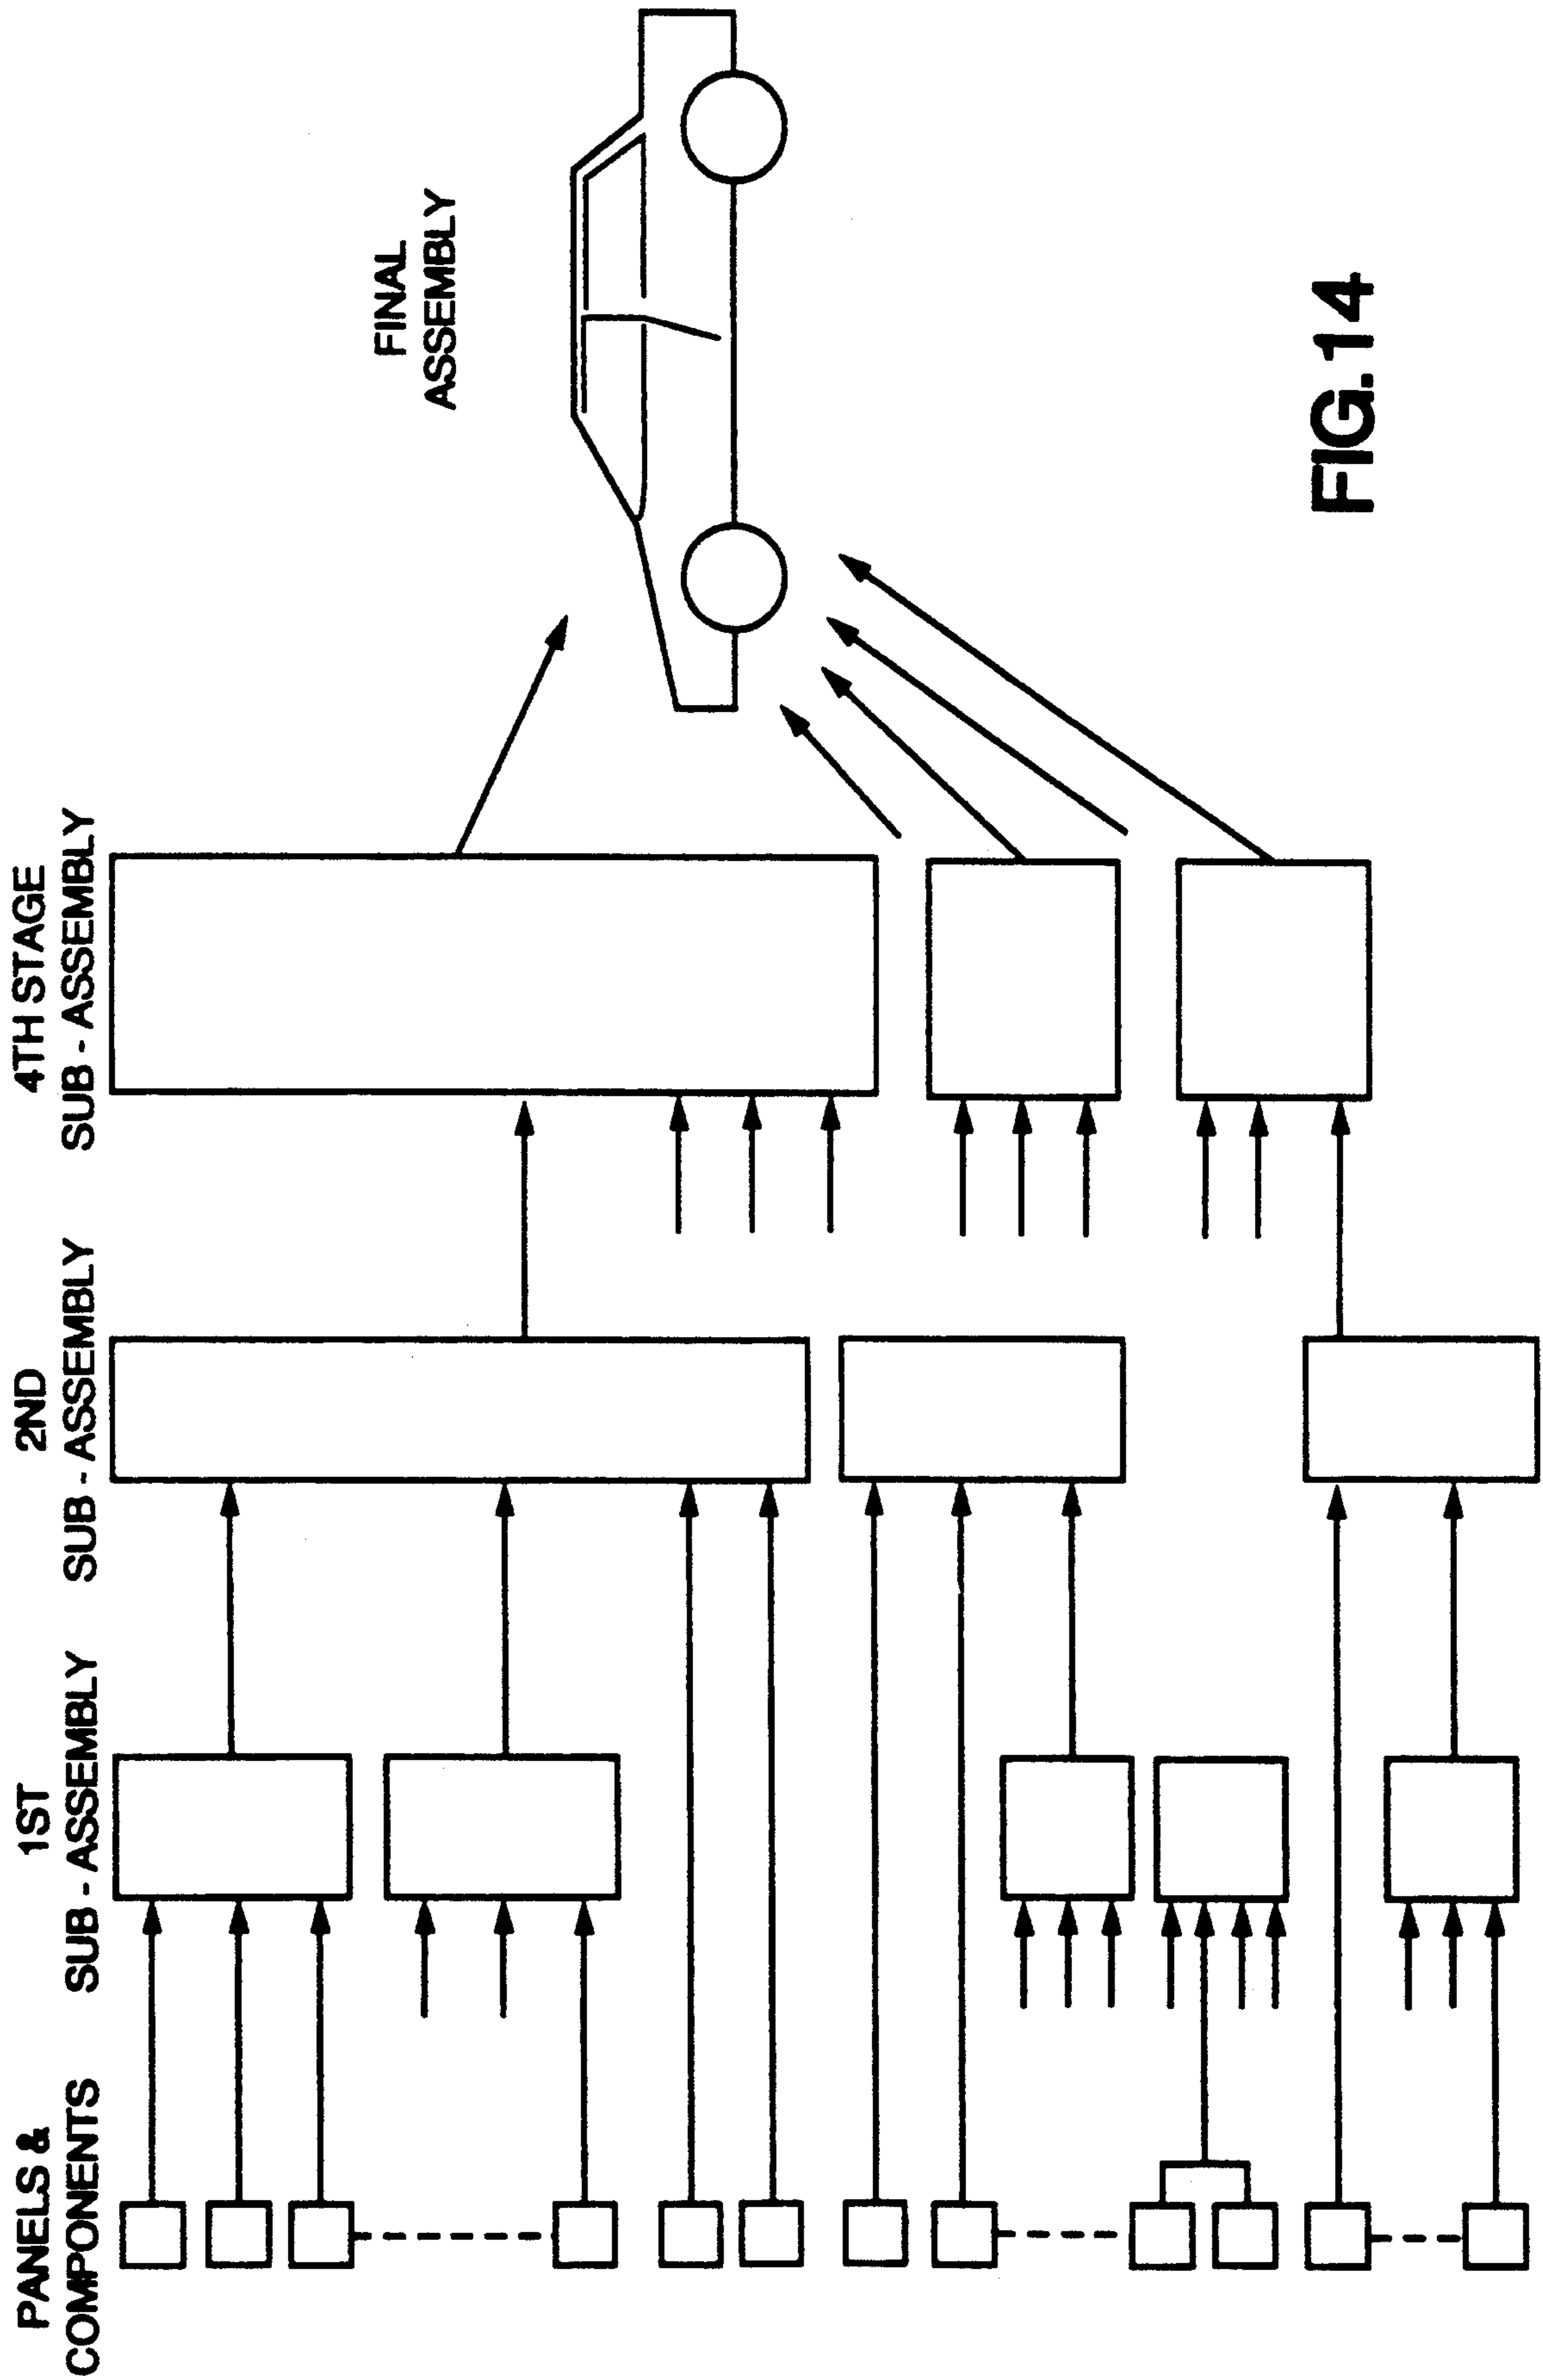 PANELS &
COMPONENTS
1ST
SUB - ASSEMBLY
2ND
SUB - ASSEMBLY
4TH STAGE
SUB - ASSEMBLY
FINAL
ASSEMBLY
FIG. 14